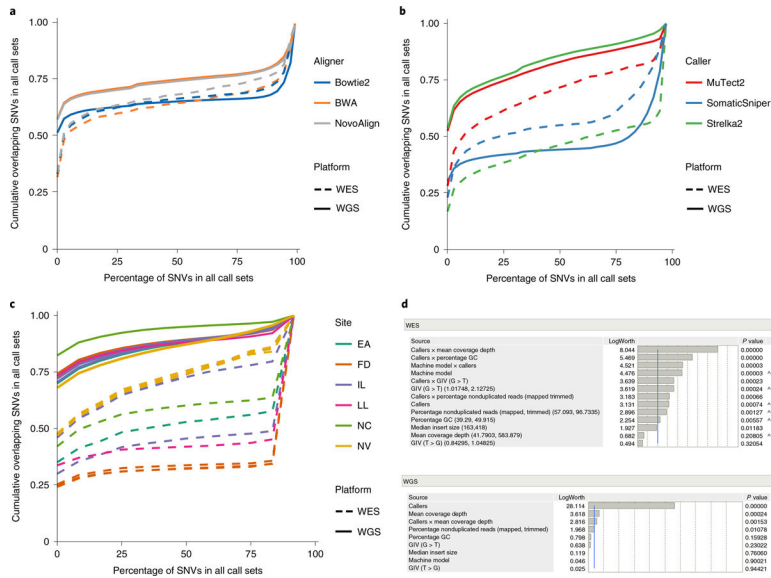 a
Cumulative overlapping SNVs in all call sets
1.00
0.75
0.50
0.25
0
0
25
50
75
100
Percentage of SNVs in all call sets
Aligner
Bowtie2
BWA
NovoAlign
Platform
WES
WGS
b
Cumulative overlapping SNVs in all call sets
1.00
0.75
0.50
0.25
0
0
25
50
75
100
Percentage of SNVs in all call sets
Caller
MuTect2
SomaticSniper
Strelka2
Platform
WES
WGS
c
Cumulative overlapping SNVs in all call sets
1.00
0.75
0.50
0.25
0
0
25
50
75
100
Percentage of SNVs in all call sets
Site
EA
FD
IL
LL
NC
NV
Platform
WES
WGS
d
WES
Source LogWorth P value
Callers × mean coverage depth 8.044 0.00000
Callers × percentage GC 5.469 0.00000
Machine model × callers 4.521 0.00003
Machine model 4.476 0.00003 ^
Callers × GIV (G > T) 3.639 0.00023
GIV (G > T) (1.01748, 2.12725) 3.619 0.00024 ^
Callers × percentage nonduplicated reads (mapped trimmed) 3.183 0.00066
Callers 3.131 0.00074 ^
Percentage nonduplicated reads (mapped, trimmed) (57.093, 96.7335) 2.896 0.00127 ^
Percentage GC (39.29, 49.915) 2.254 0.00557 ^
Median insert size (163,418) 1.927 0.01183
Mean coverage depth (41.7903, 583.879) 0.682 0.20805 ^
GIV (T > G) (0.84295, 1.04825) 0.494 0.32054
WGS
Source LogWorth P value
Callers 28.114 0.00000
Mean coverage depth 3.618 0.00024
Callers × mean coverage depth 2.816 0.00153
Percentage nonduplicated reads (mapped, trimmed) 1.968 0.01078
Percentage GC 0.798 0.15928
GIV (G > T) 0.638 0.23022
Median insert size 0.119 0.76060
Machine model 0.046 0.90021
GIV (T > G) 0.025 0.94421